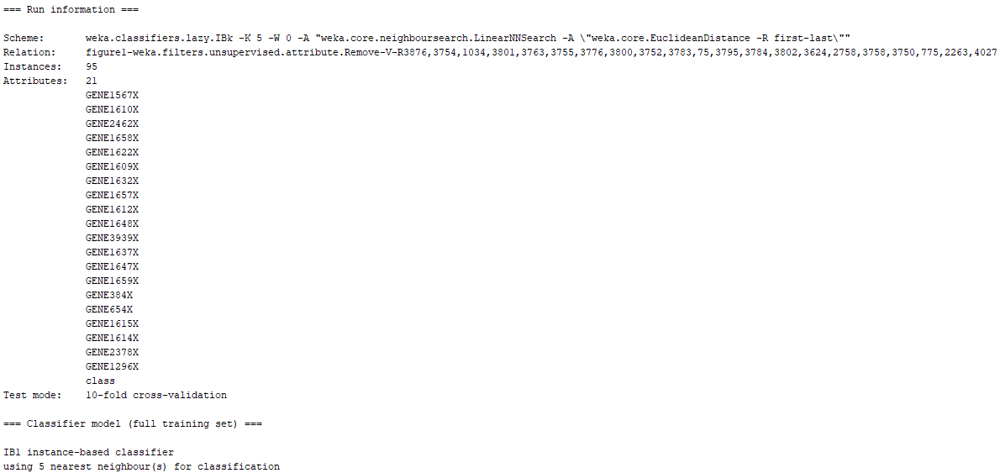 === Run information ===
Scheme: weka.classifiers.lazy.IBk -K 5 -W 0 -A "weka.core.neighboursearch.LinearNNSearch -A \"weka.core.EuclideanDistance -R first-last\""
Relation: figure1-weka.filters.unsupervised.attribute.Remove-V-R3876,3754,1034,3801,3763,3755,3776,3800,3752,3783,75,3795,3784,3802,3624,2758,3758,3750,775,2263,4027
Instances: 95
Attributes: 21
GENE1567X
GENE1610X
GENE2462X
GENE1658X
GENE1622X
GENE1609X
GENE1632X
GENE1657X
GENE1612X
GENE1648X
GENE3939X
GENE1637X
GENE1647X
GENE1659X
GENE384X
GENE654X
GENE1615X
GENE1614X
GENE2378X
GENE1296X
class
Test mode: 10-fold cross-validation
=== Classifier model (full training set) ===
IB1 instance-based classifier
using 5 nearest neighbour(s) for classification